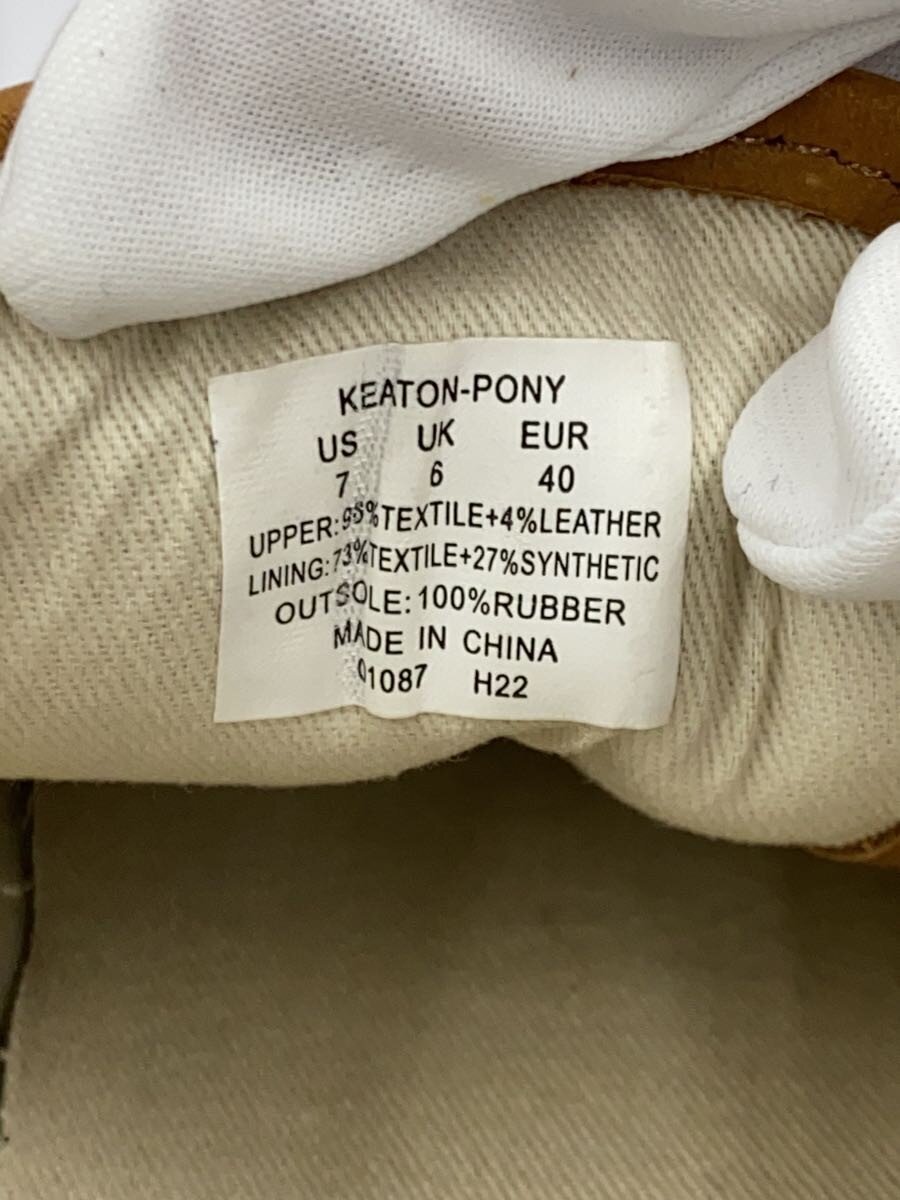 KEATON-PONY
US UK EUR
7 6 40
UPPER:96%TEXTILE+4%LEATHER
LINING:73%TEXTILE+27%SYNTHETIC
OUTSOLE:100%RUBBER
MADE IN CHINA
01087 H22